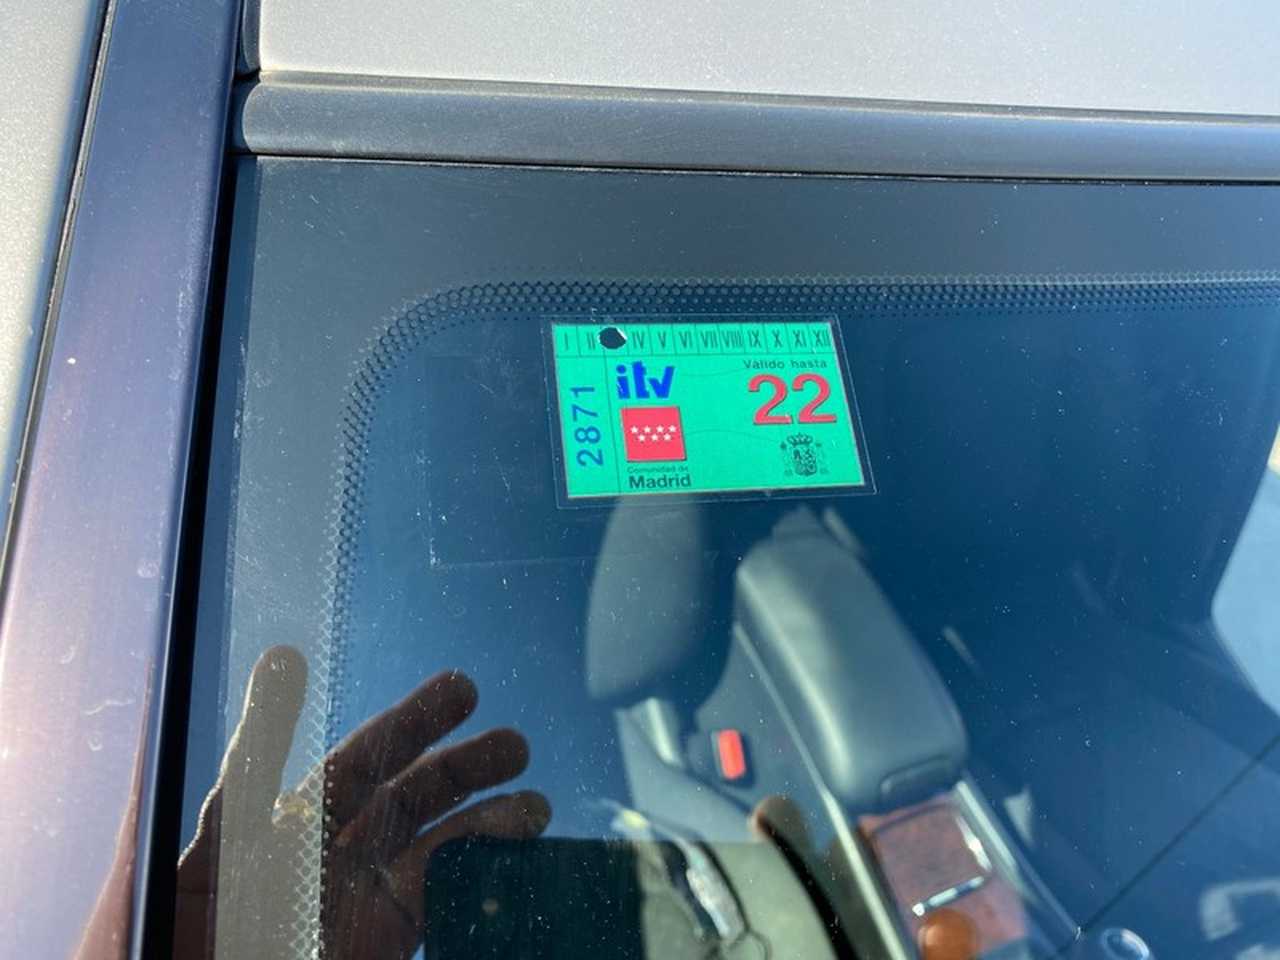 I II IV V VI VII VIII IX X XI XII
2871
itv
Válido hasta
22
Comunidad de
Madrid